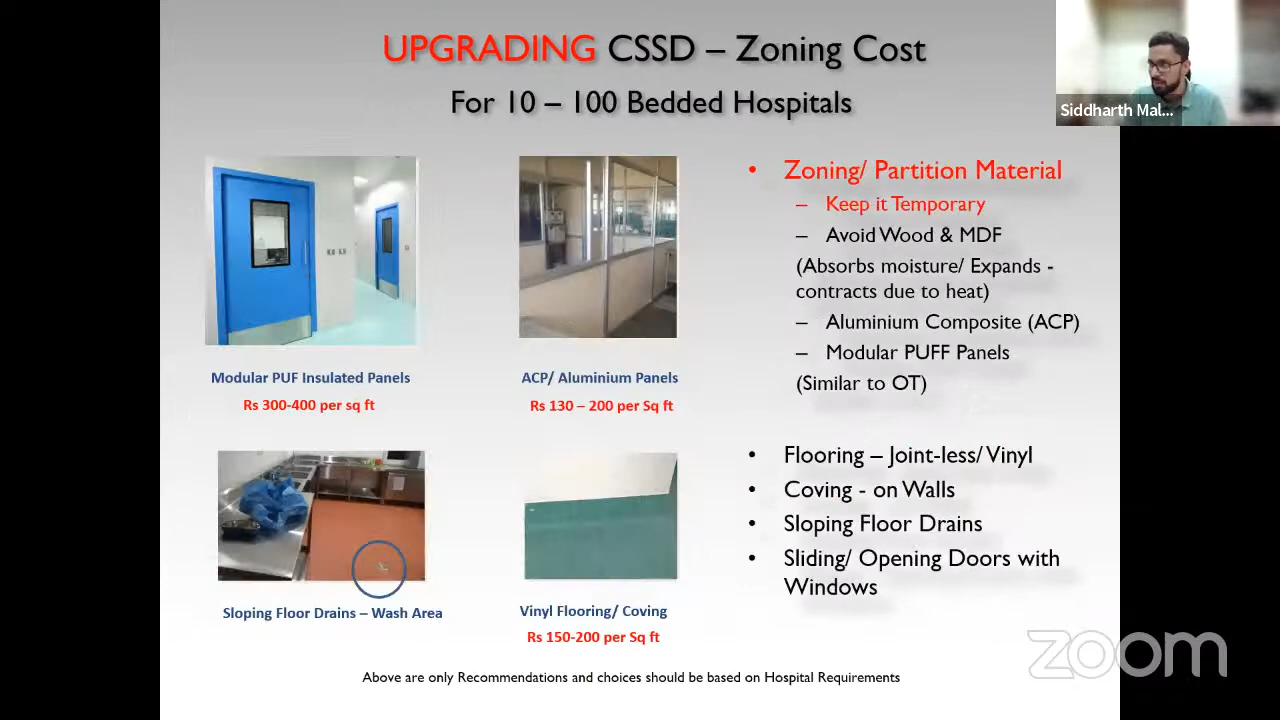 UPGRADING CSSD – Zoning Cost
For 10 – 100 Bedded Hospitals
Siddharth Mal...
Modular PUF Insulated Panels
Rs 300-400 per sq ft
ACP/ Aluminium Panels
Rs 130 – 200 per Sq ft
Sloping Floor Drains – Wash Area
Vinyl Flooring/ Coving
Rs 150-200 per Sq ft
• Zoning/ Partition Material
– Keep it Temporary
– Avoid Wood & MDF
(Absorbs moisture/ Expands -
contracts due to heat)
– Aluminium Composite (ACP)
– Modular PUFF Panels
(Similar to OT)
• Flooring – Joint-less/ Vinyl
• Coving - on Walls
• Sloping Floor Drains
• Sliding/ Opening Doors with
Windows
Above are only Recommendations and choices should be based on Hospital Requirements
zoom